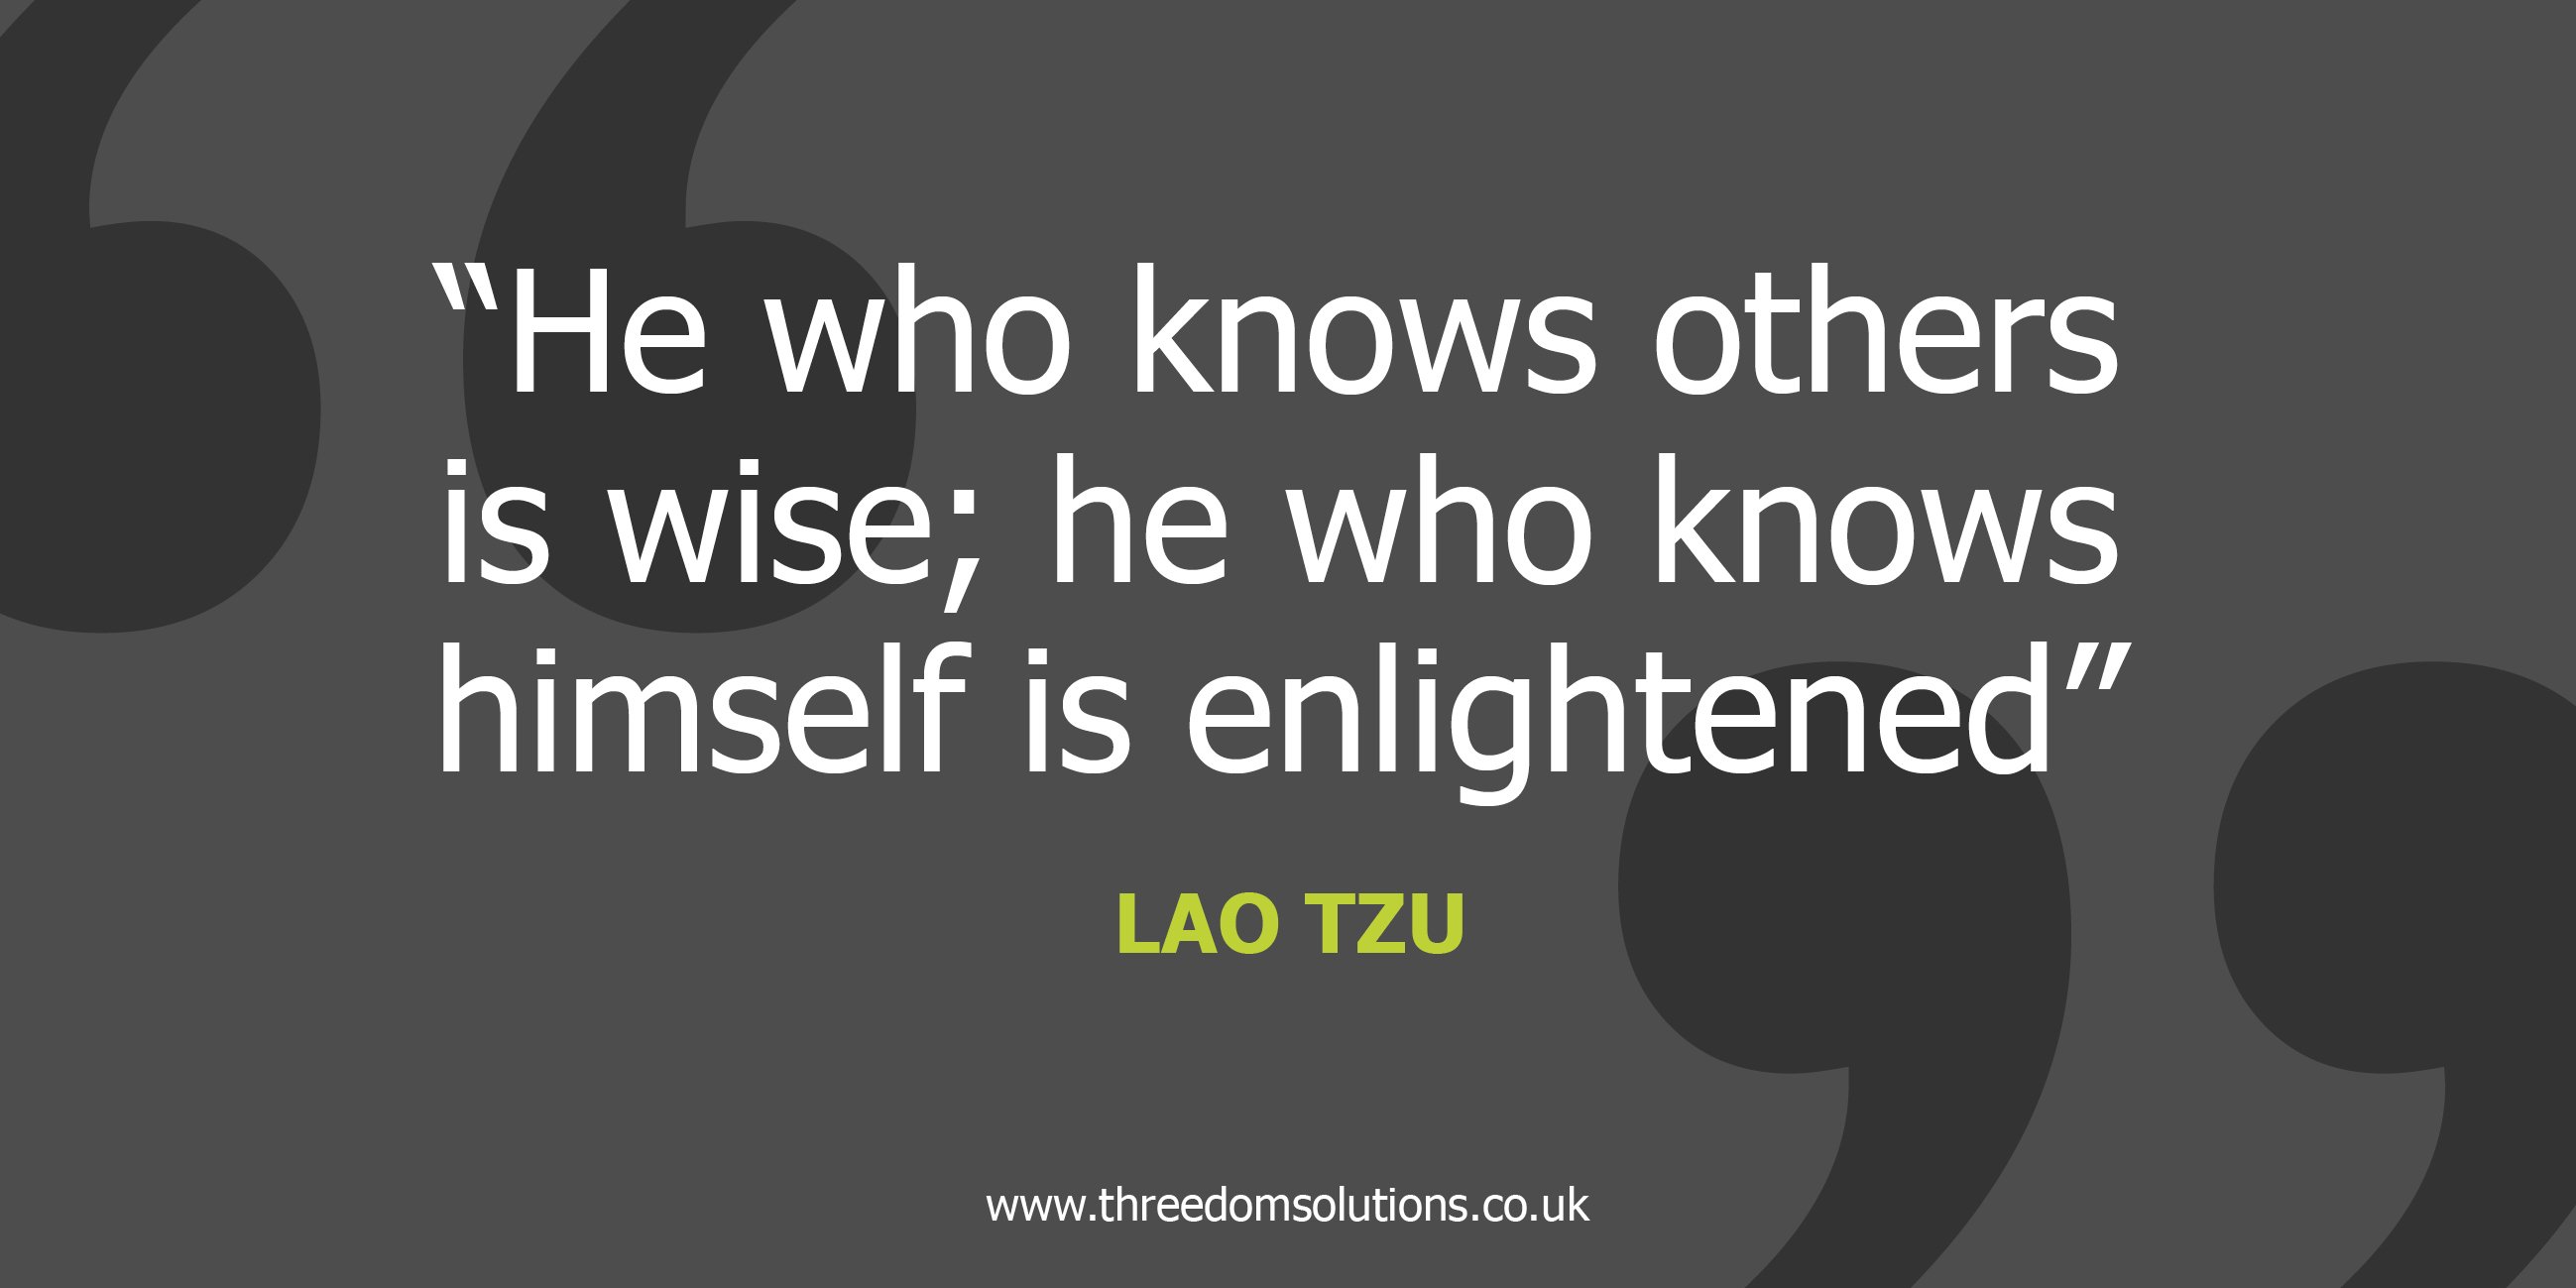 “He who knows others
is wise; he who knows
himself is enlightened”
LAO TZU
www.threedomsolutions.co.uk